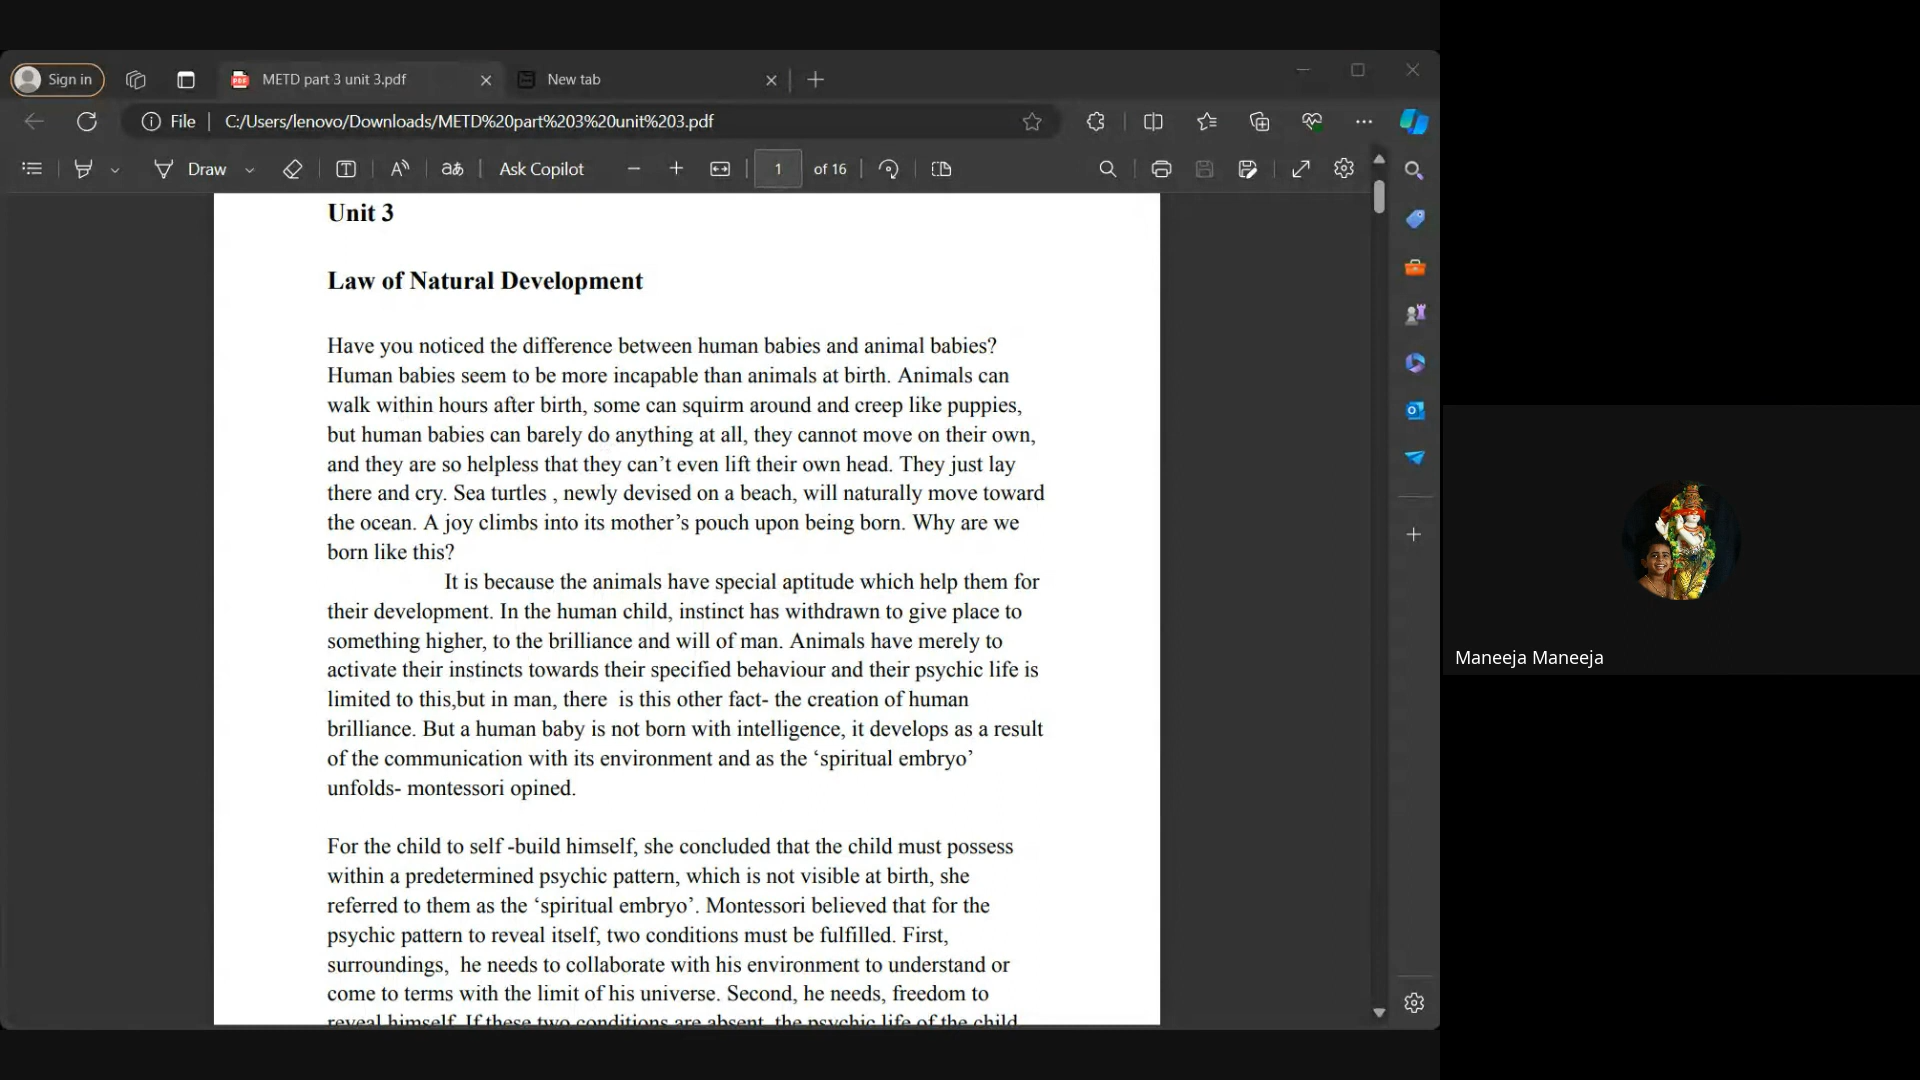 Sign in
METD part 3 unit 3.pdf
New tab
File
C:/Users/lenovo/Downloads/METD%20part%203%20unit%203.pdf
Draw
Ask Copilot
1
of 16
Unit 3
Law of Natural Development
Have you noticed the difference between human babies and animal babies?
Human babies seem to be more incapable than animals at birth. Animals can
walk within hours after birth, some can squirm around and creep like puppies,
but human babies can barely do anything at all, they cannot move on their own,
and they are so helpless that they can’t even lift their own head. They just lay
there and cry. Sea turtles , newly devised on a beach, will naturally move toward
the ocean. A joy climbs into its mother’s pouch upon being born. Why are we
born like this?
It is because the animals have special aptitude which help them for
their development. In the human child, instinct has withdrawn to give place to
something higher, to the brilliance and will of man. Animals have merely to
activate their instincts towards their specified behaviour and their psychic life is
limited to this,but in man, there  is this other fact- the creation of human
brilliance. But a human baby is not born with intelligence, it develops as a result
of the communication with its environment and as the ‘spiritual embryo’
unfolds- montessori opined.
For the child to self -build himself, she concluded that the child must possess
within a predetermined psychic pattern, which is not visible at birth, she
referred to them as the ‘spiritual embryo’. Montessori believed that for the
psychic pattern to reveal itself, two conditions must be fulfilled. First,
surroundings,  he needs to collaborate with his environment to understand or
come to terms with the limit of his universe. Second, he needs, freedom to
reveal himself. If these two conditions are absent, the psychic life of the child
Maneeja Maneeja